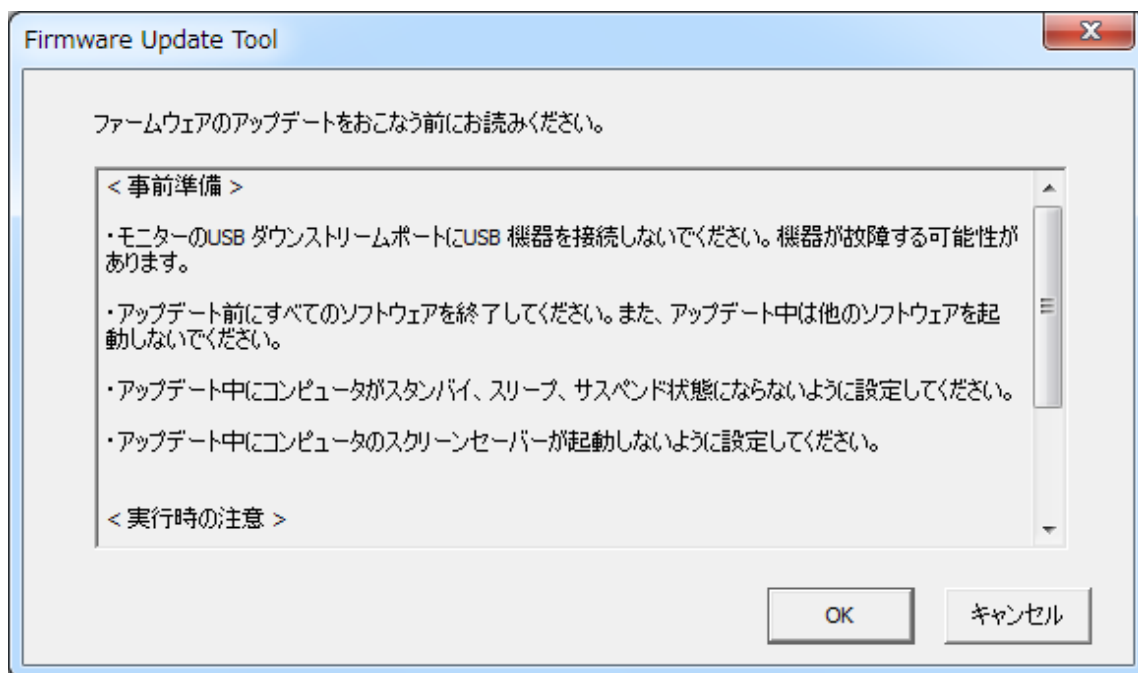 Firmware Update Tool
ファームウェアのアップデートをおこなう前にお読みください。
< 事前準備 >
・モニターのUSB ダウンストリームポートにUSB 機器を接続しないでください。機器が故障する可能性が
あります。
・アップデート前にすべてのソフトウェアを終了してください。また、アップデート中は他のソフトウェアを起
動しないでください。
・アップデート中にコンピュータがスタンバイ、スリープ、サスペンド状態にならないように設定してください。
・アップデート中にコンピュータのスクリーンセーバーが起動しないように設定してください。
< 実行時の注意 >
OK
キャンセル